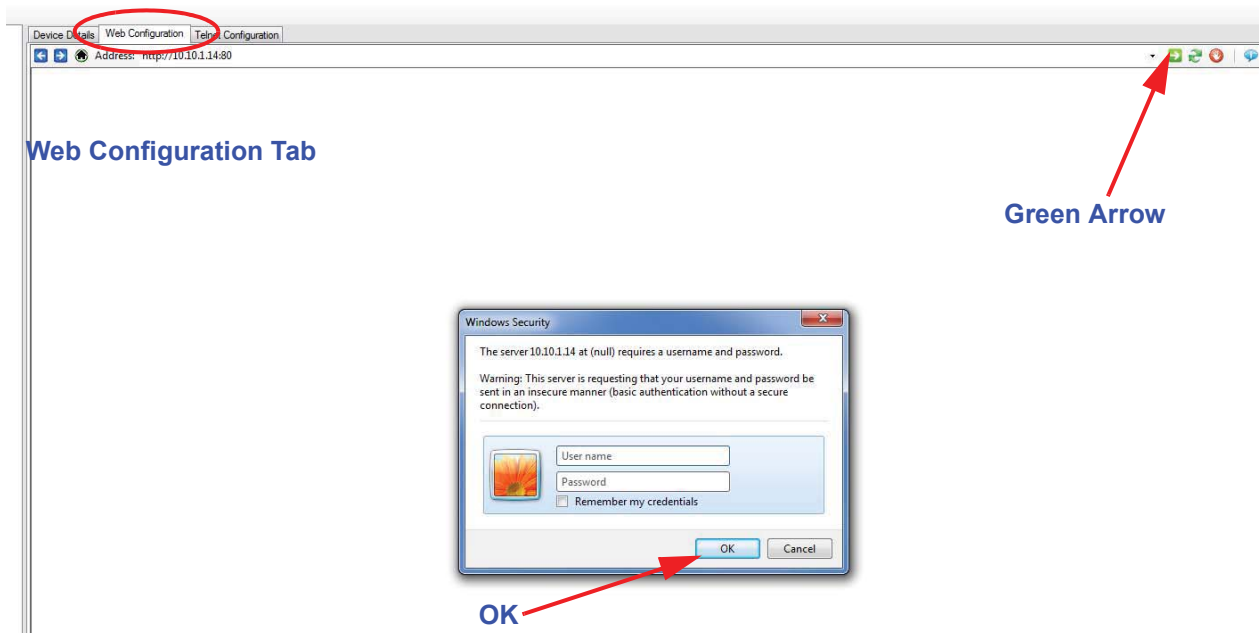 Device Details Web Configuration Telnet Configuration
Address: http://10.10.1.14:80
Web Configuration Tab
Green Arrow
Windows Security
The server 10.10.1.14 at (null) requires a username and password.
Warning: This server is requesting that your username and password be
sent in an insecure manner (basic authentication without a secure
connection).
User name
Password
Remember my credentials
OK Cancel
OK